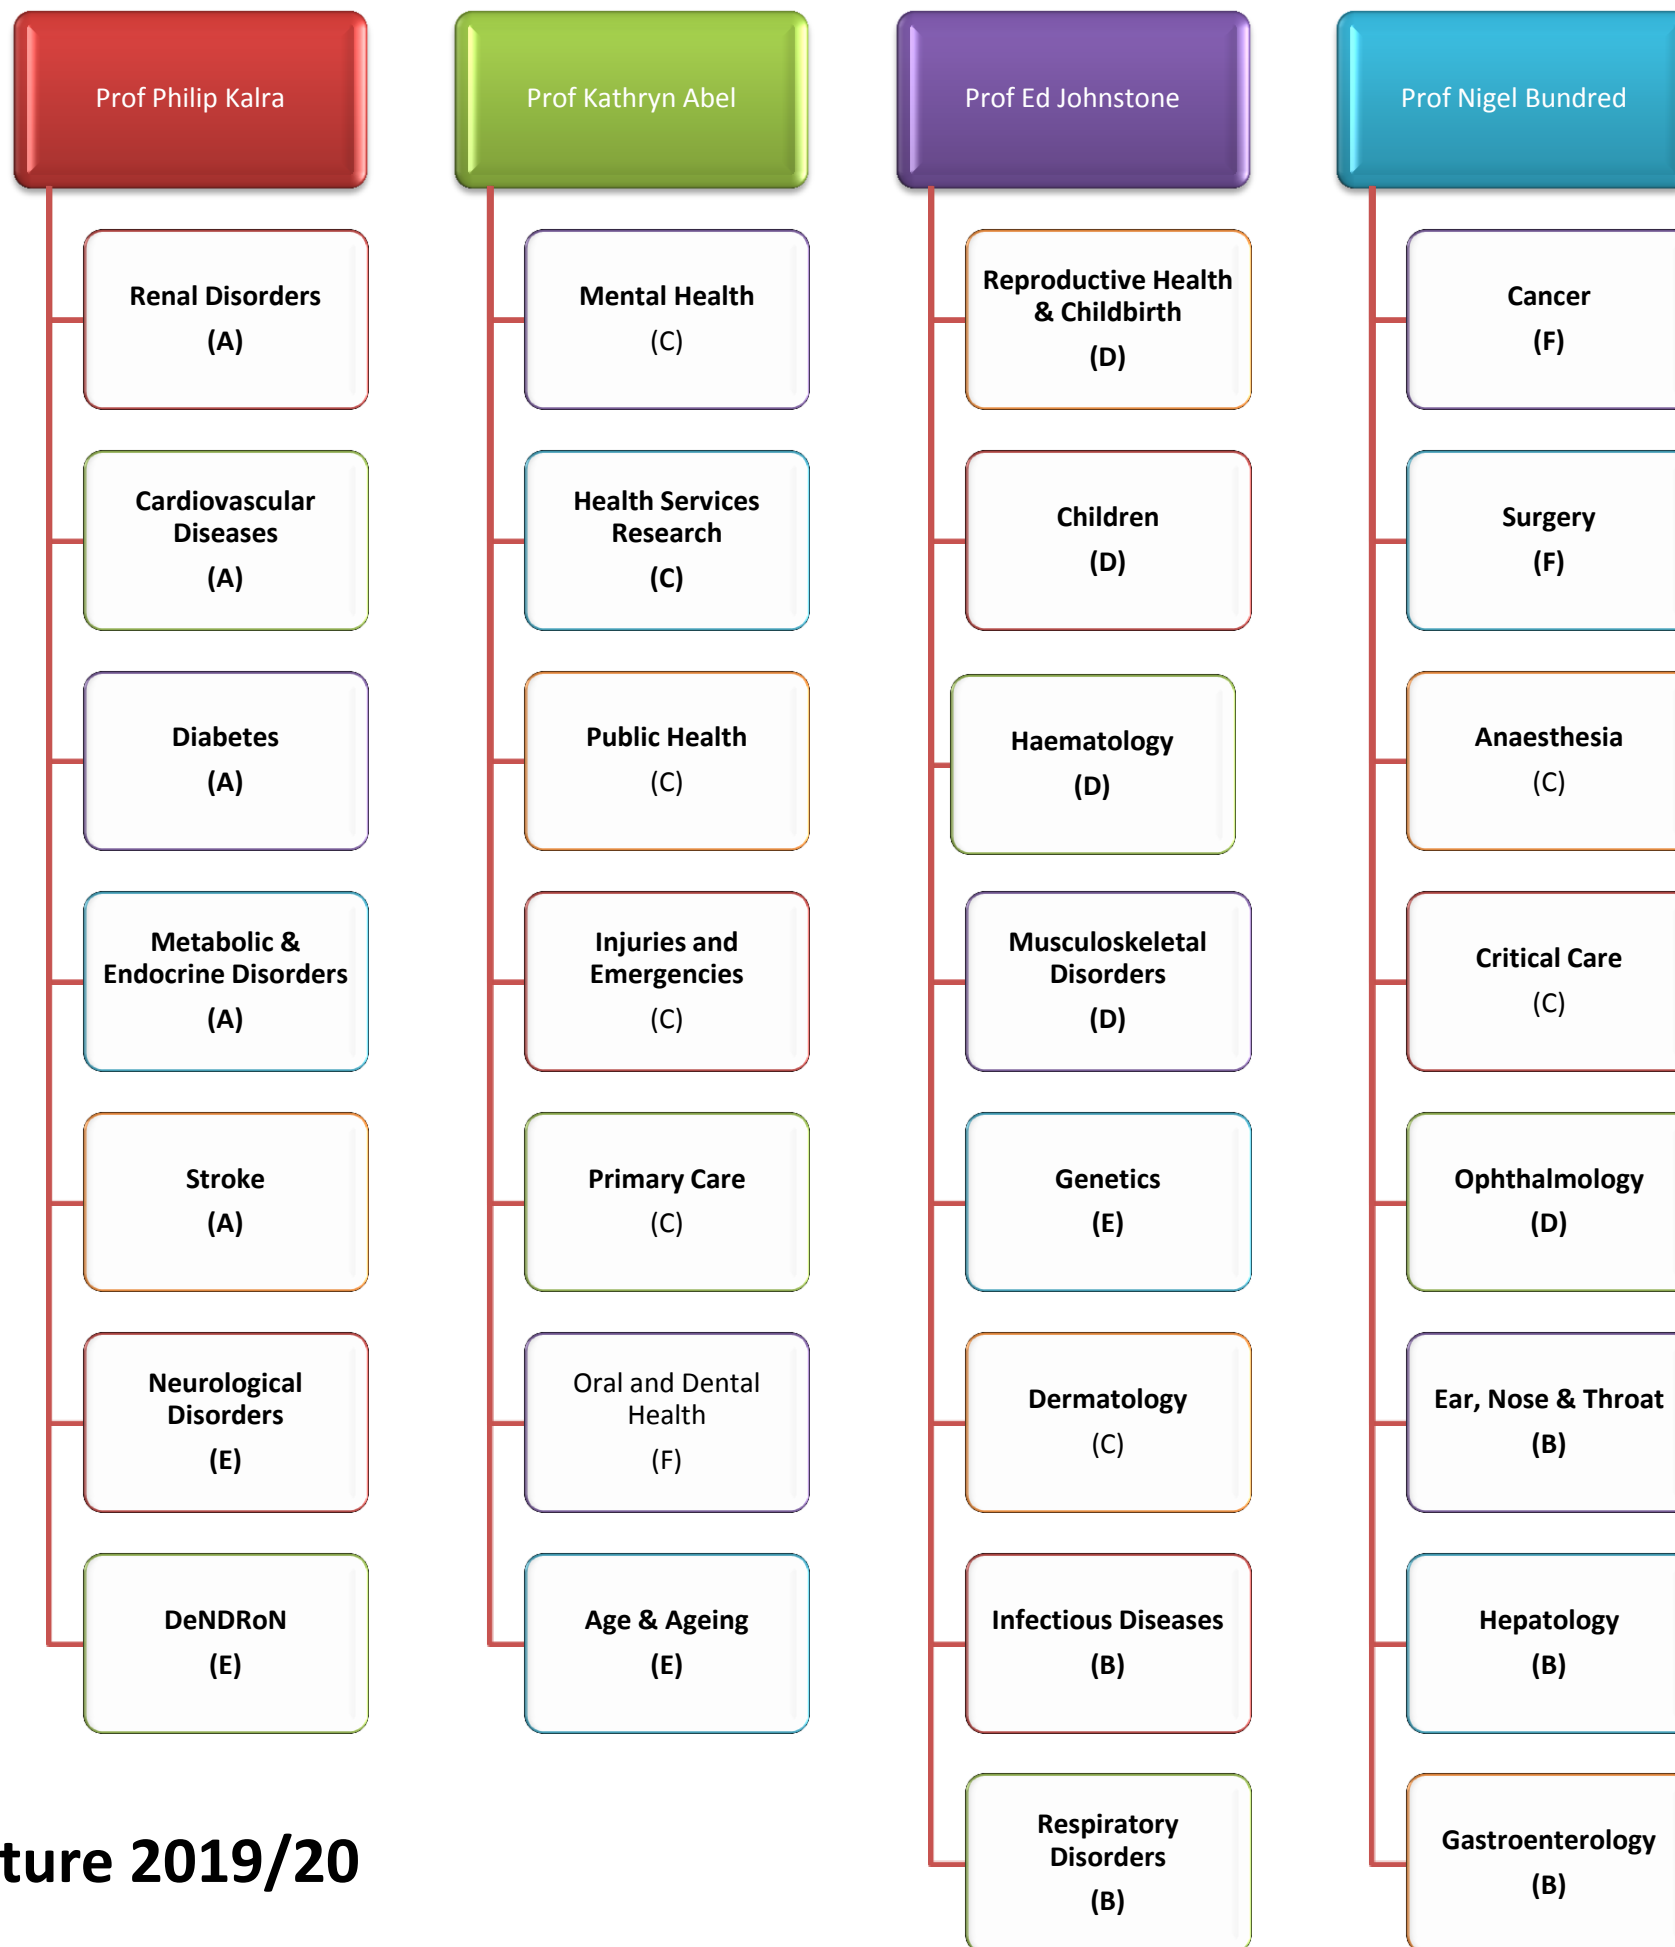 Prof Philip Kalra
Renal Disorders
(A)
Cardiovascular
Diseases
(A)
Diabetes
(A)
Metabolic &
Endocrine Disorders
(A)
Stroke
(A)
Neurological
Disorders
(E)
DeNDRoN
(E)
Prof Kathryn Abel
Mental Health
(C)
Health Services
Research
(C)
Public Health
(C)
Injuries and
Emergencies
(C)
Primary Care
(C)
Oral and Dental
Health
(F)
Age & Ageing
(E)
Prof Ed Johnstone
Reproductive Health
& Childbirth
(D)
Children
(D)
Haematology
(D)
Musculoskeletal
Disorders
(D)
Genetics
(E)
Dermatology
(C)
Infectious Diseases
(B)
Respiratory
Disorders
(B)
Prof Nigel Bundred
Cancer
(F)
Surgery
(F)
Anaesthesia
(C)
Critical Care
(C)
Ophthalmology
(D)
Ear, Nose & Throat
(B)
Hepatology
(B)
Gastroenterology
(B)
ture 2019/20